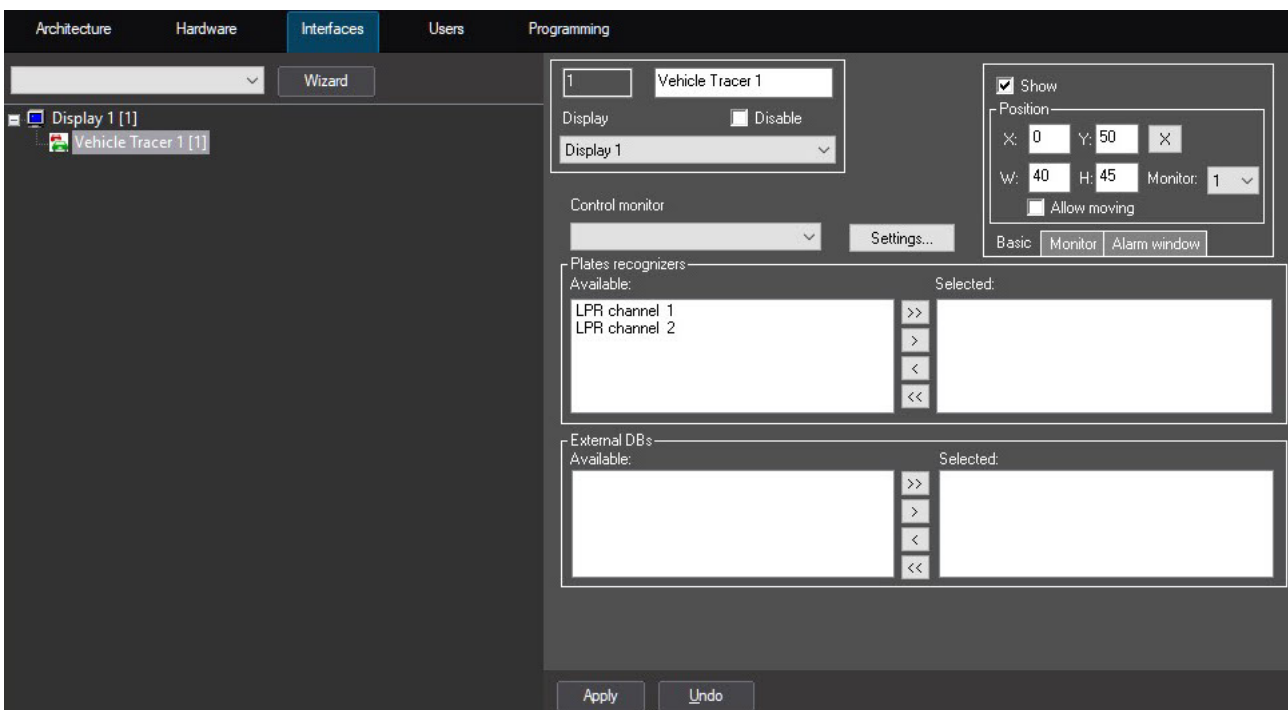 Architecture Hardware Interfaces Users Programming
Wizard
Display 1 [1]
Vehicle Tracer 1 [1]
1 Vehicle Tracer 1
Display Disable
Display 1
Show
Position
X: 0 Y: 50 X
W: 40 H: 45 Monitor: 1
Allow moving
Basic Monitor Alarm window
Control monitor
Settings...
Plates recognizers
Available: Selected:
LPR channel 1
LPR channel 2
>>
>
<
<<
External DBs
Available: Selected:
>>
>
<
<<
Apply Undo